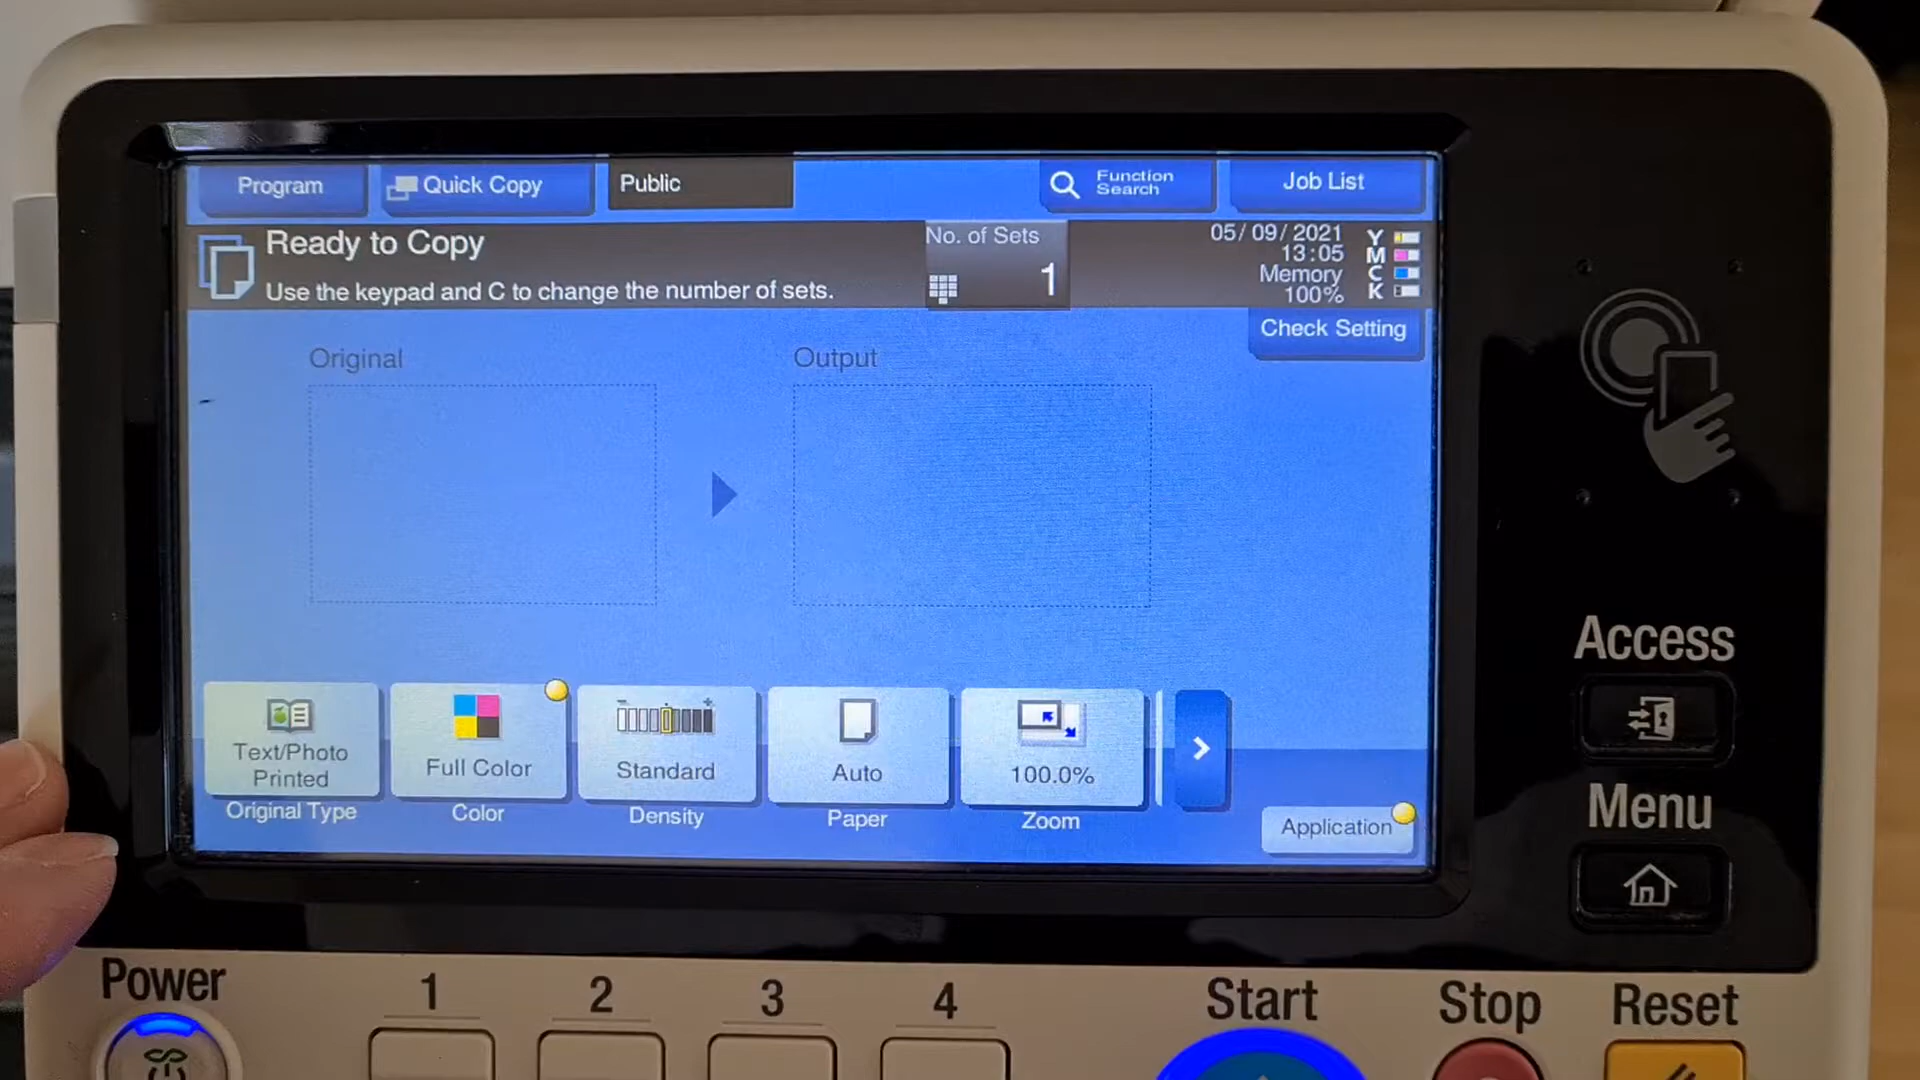 Program
Quick Copy
Public
Function
Search
Job List
Ready to Copy
Use the keypad and C to change the number of sets.
No. of Sets
1
05/09/2021
13:05
Memory
100%
Y
M
C
K
Check Setting
Original
Output
Text/Photo
Printed
Original Type
Full Color
Color
- +
Standard
Density
Auto
Paper
100.0%
Zoom
Application
Access
Menu
Power
1
2
3
4
Start
Stop
Reset